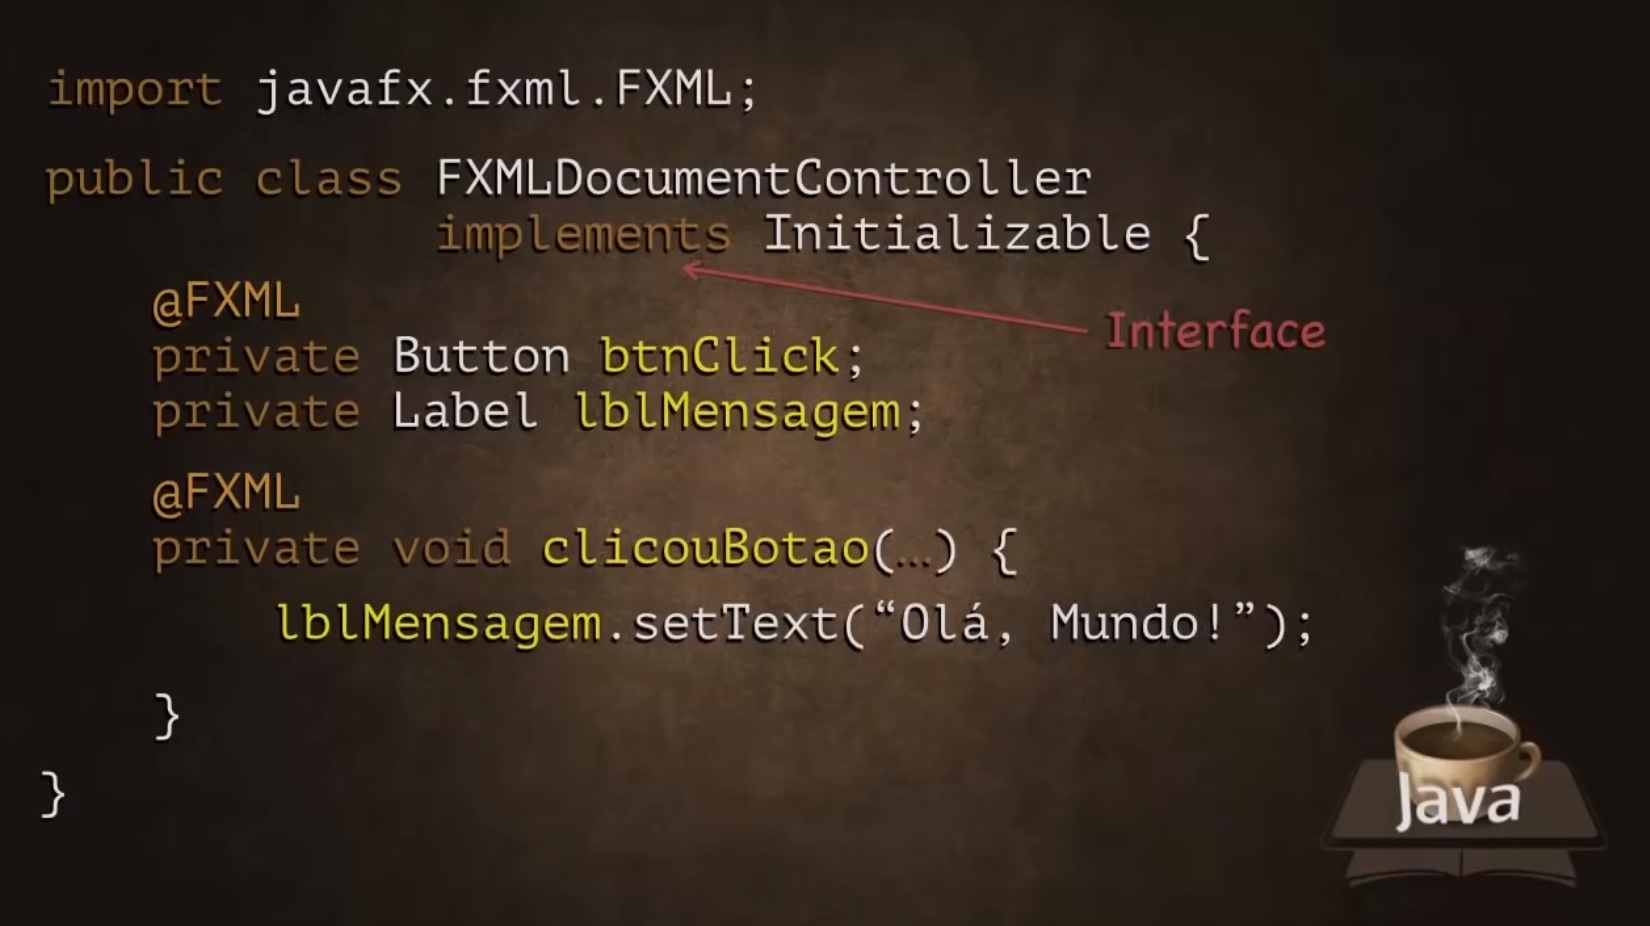 import javafx.fxml.FXML;
public class FXMLDocumentController
implements Initializable {
@FXML
Interface
private Button btnClick;
private Label lblMensagem;
@FXML
private void clicouBotao(…) {
lblMensagem.setText(“Olá, Mundo!”);
}
}
Java